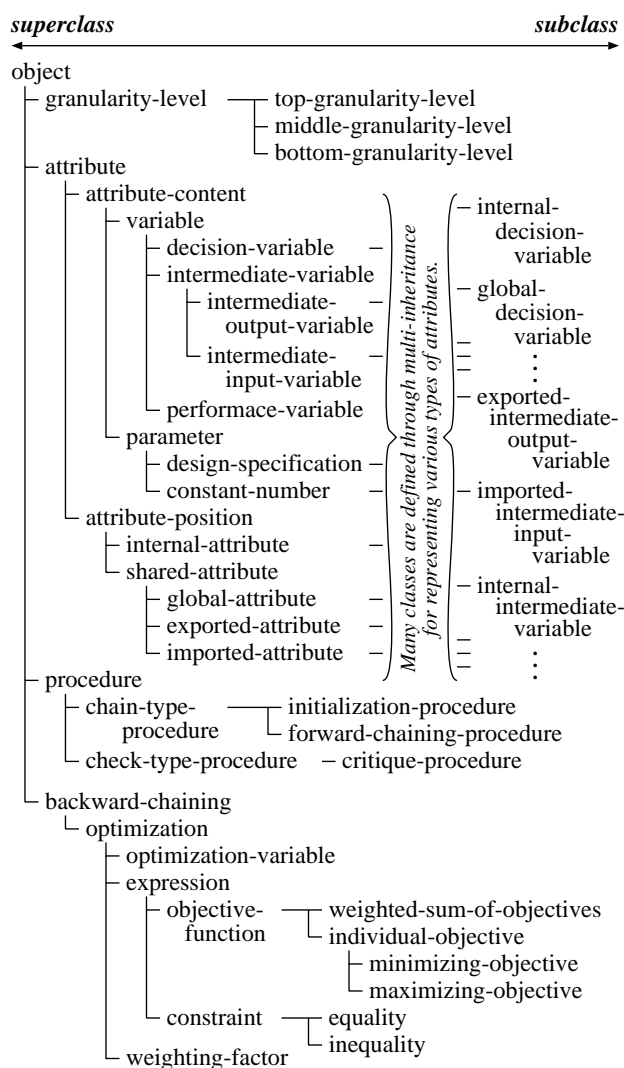 superclass subclass
object
granularity-level top-granularity-level
middle-granularity-level
bottom-granularity-level
attribute
attribute-content
variable
decision-variable
intermediate-variable
intermediate-
output-variable
intermediate-
input-variable
performace-variable
parameter
design-specification
constant-number
attribute-position
internal-attribute
shared-attribute
global-attribute
exported-attribute
imported-attribute
Many classes are defined through multi-inheritance
for representing various types of attributes.
internal-
decision-
variable
global-
decision-
variable
exported-
intermediate-
output-
variable
imported-
intermediate-
input-
variable
internal-
intermediate-
variable
procedure
chain-type-
procedure
initialization-procedure
forward-chaining-procedure
check-type-procedure critique-procedure
backward-chaining
optimization
optimization-variable
expression
objective-
function
weighted-sum-of-objectives
individual-objective
minimizing-objective
maximizing-objective
constraint equality
inequality
weighting-factor